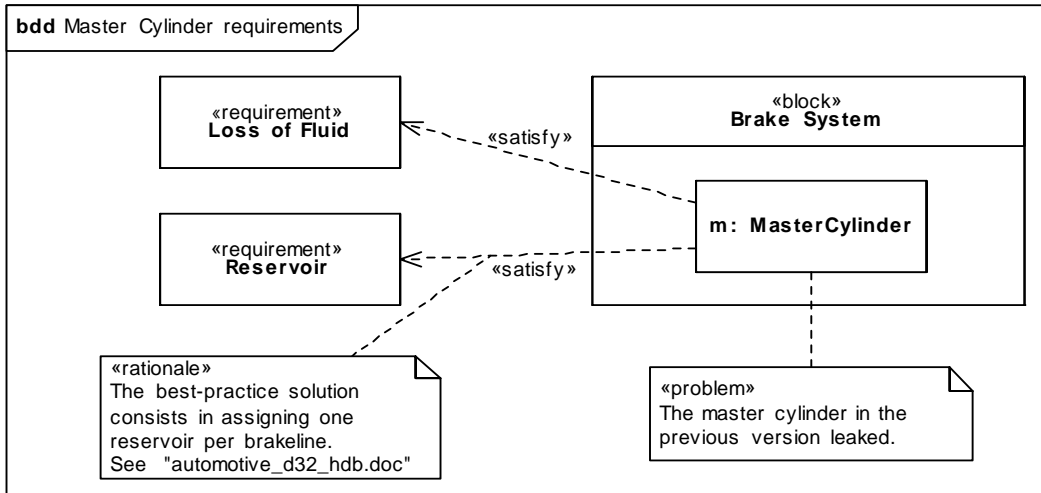 bdd Master Cylinder requirements
«requirement»
Loss of Fluid
«satisfy»
«block»
Brake System
m: MasterCylinder
«requirement»
Reservoir
«satisfy»
«rationale»
The best-practice solution
consists in assigning one
reservoir per brakeline.
See "automotive_d32_hdb.doc"
«problem»
The master cylinder in the
previous version leaked.